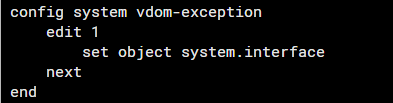 config system vdom-exception
    edit 1
        set object system.interface
    next
end